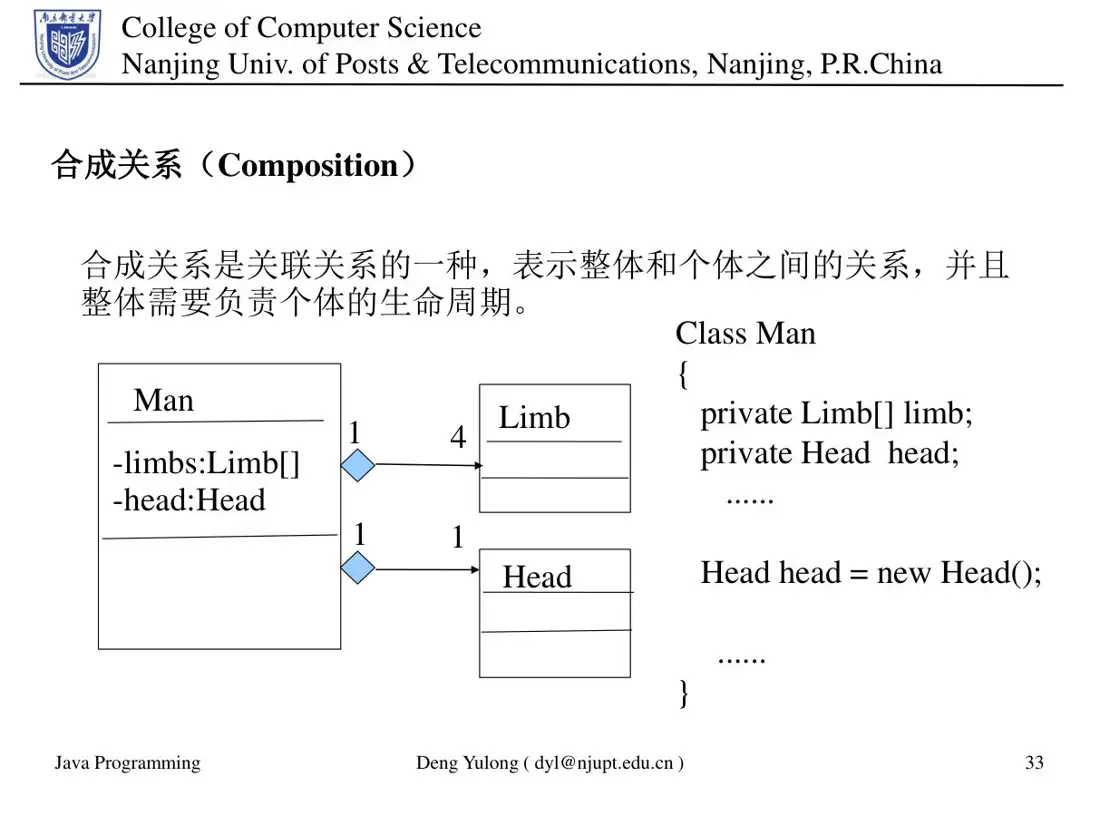 College of Computer Science
Nanjing Univ. of Posts & Telecommunications, Nanjing, P.R.China
合成关系（Composition）
合成关系是关联关系的一种，表示整体和个体之间的关系，并且
整体需要负责个体的生命周期。
Man
-limbs:Limb[]
-head:Head
1
4
Limb
1
1
Head
Class Man
{
private Limb[] limb;
private Head head;
......
Head head = new Head();
......
}
Java Programming
Deng Yulong ( dyl@njupt.edu.cn )
33